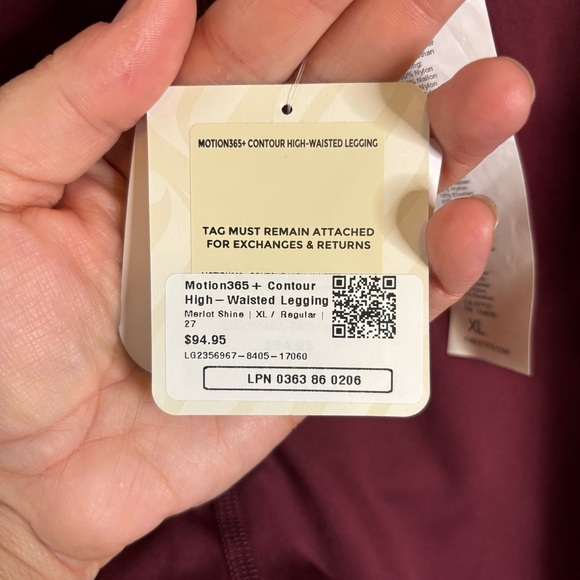 MOTION365+ CONTOUR HIGH-WAISTED LEGGING
TAG MUST REMAIN ATTACHED
FOR EXCHANGES & RETURNS
Motion365+ Contour
High-Waisted Legging
Merlot Shine | XL / Regular |
27
$94.95
LG2356967-8405-17060
LPN 0363 86 0206
Nylon
XL